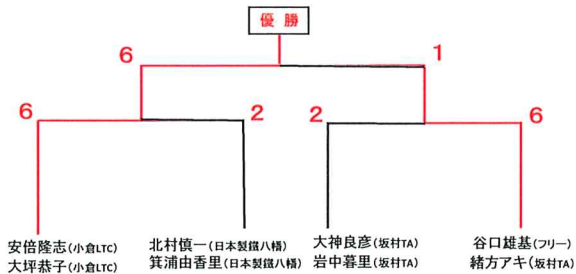 優勝
6
1
6
2
2
6
安倍隆志(小倉LTC)
大坪恭子(小倉LTC)
北村慎一(日本製鐵八幡)
箕浦由香里(日本製鐵八幡)
大神良彦(坂村TA)
岩中暮里(坂村TA)
谷口雄基(フリー)
緒方アキ(坂村TA)